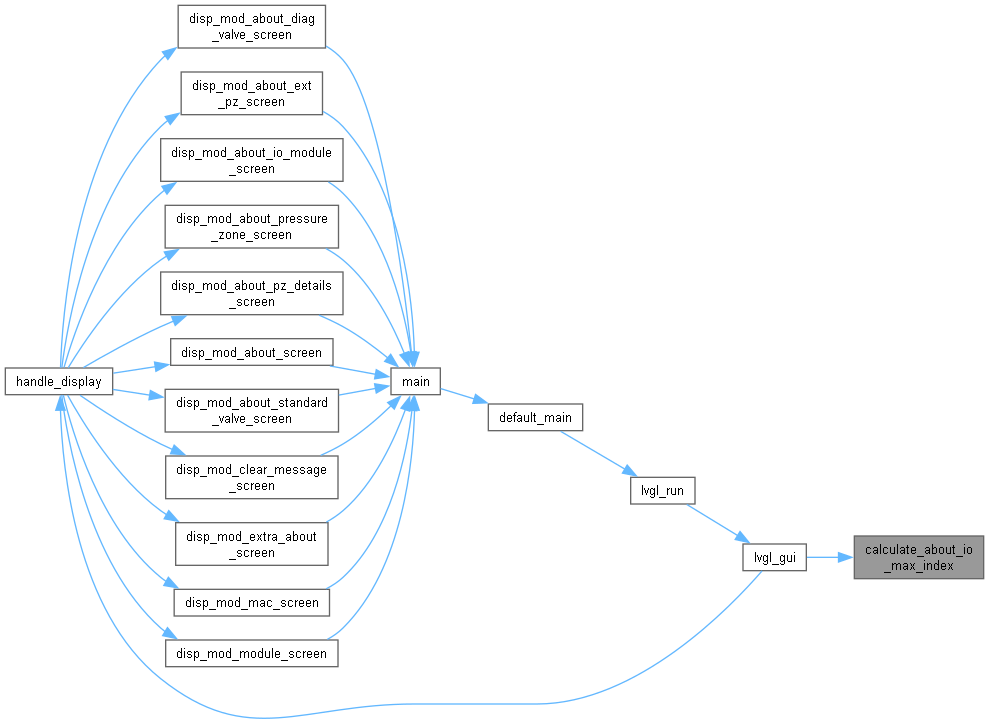 disp_mod_about_diag
_valve_screen
disp_mod_about_ext
_pz_screen
disp_mod_about_io_module
_screen
disp_mod_about_pressure
_zone_screen
disp_mod_about_pz_details
_screen
disp_mod_about_screen
handle_display
main
disp_mod_about_standard
_valve_screen
default_main
disp_mod_clear_message
_screen
lvgl_run
disp_mod_extra_about
_screen
lvgl_gui
calculate_about_io
_max_index
disp_mod_mac_screen
disp_mod_module_screen